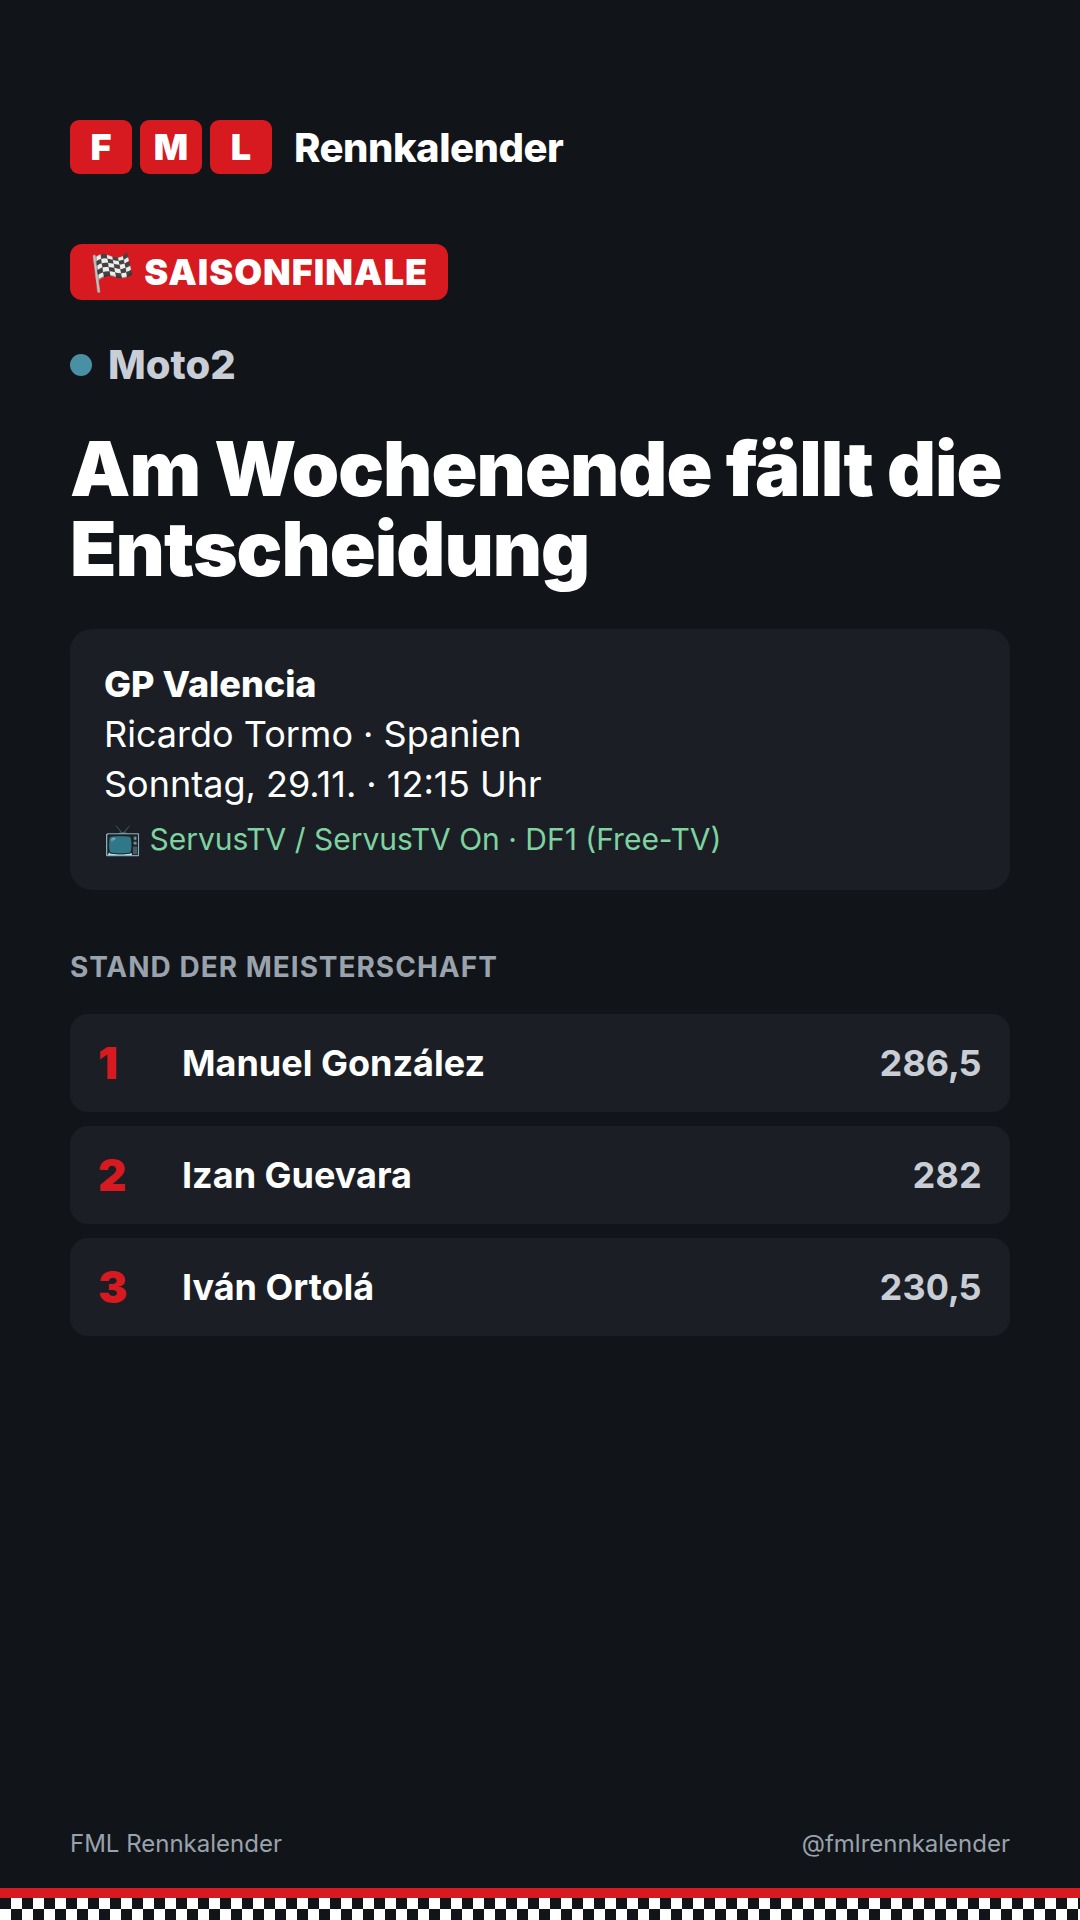 F M L Rennkalender
🏁 SAISONFINALE
Moto2
Am Wochenende fällt die
Entscheidung
GP Valencia
Ricardo Tormo · Spanien
Sonntag, 29.11. · 12:15 Uhr
📺 ServusTV / ServusTV On · DF1 (Free-TV)
STAND DER MEISTERSCHAFT
1 Manuel González 286,5
2 Izan Guevara 282
3 Iván Ortolá 230,5
FML Rennkalender @fmlrennkalender